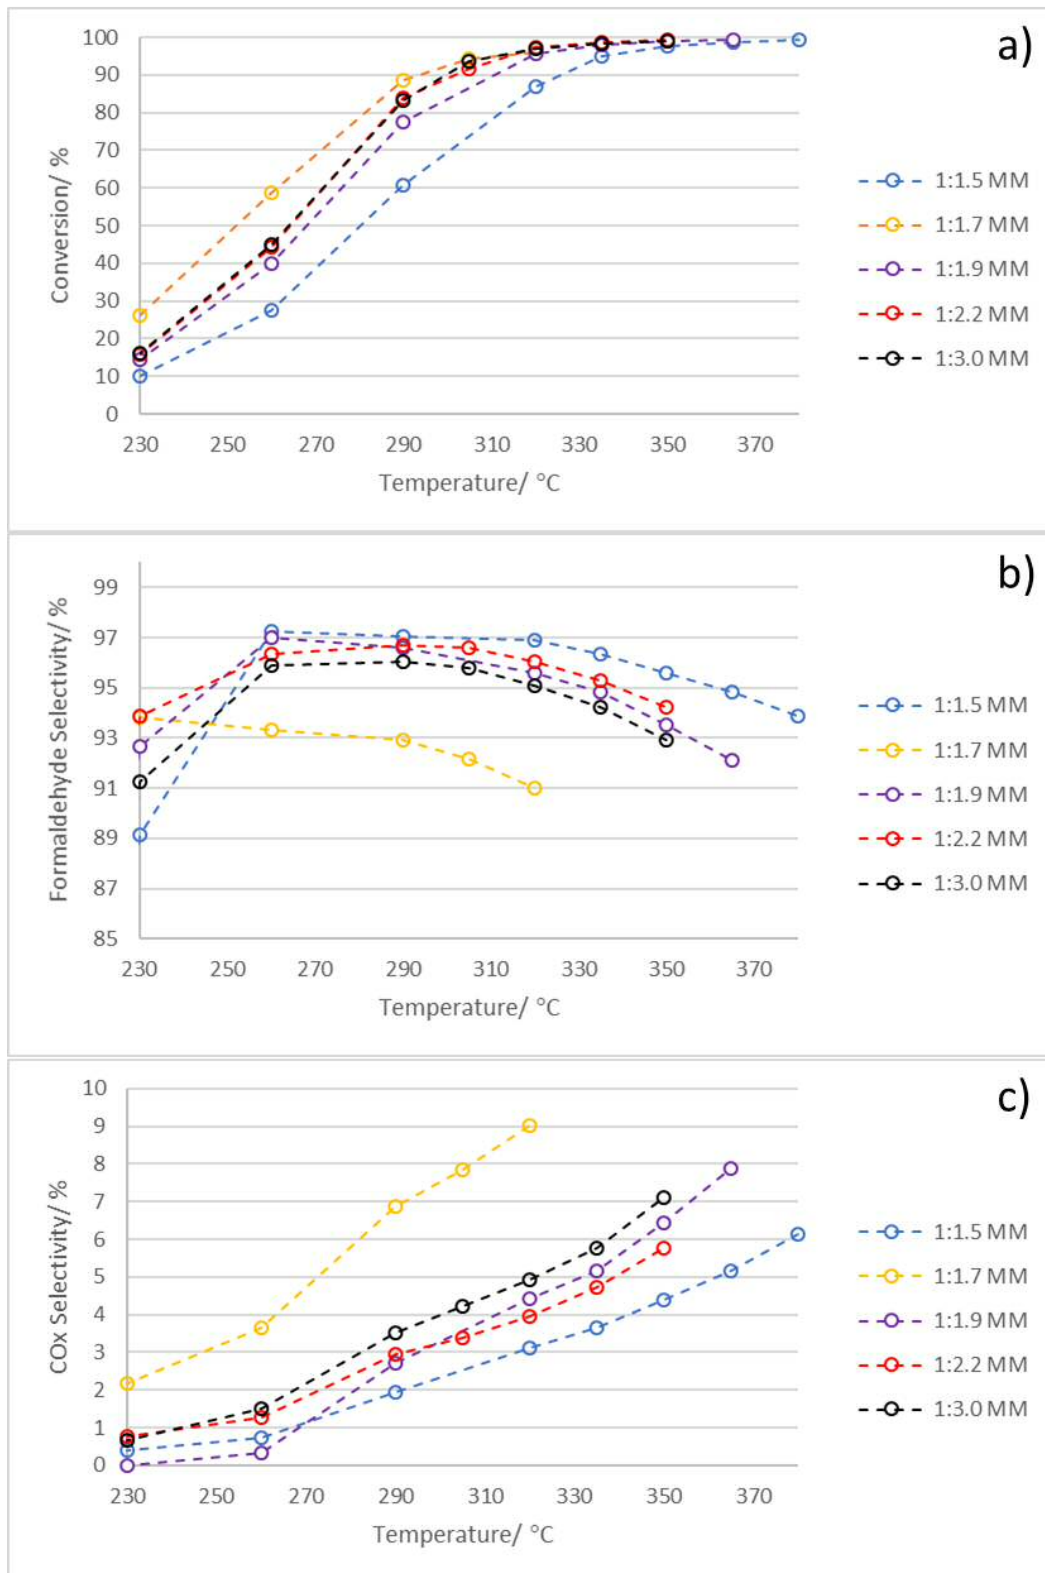 a)
100
90
80
70
60
50
40
30
20
10
0
Conversion/ %
230 250 270 290 310 330 350 370
Temperature/ °C
1:1.5 MM
1:1.7 MM
1:1.9 MM
1:2.2 MM
1:3.0 MM
b)
99
97
95
93
91
89
87
85
Formaldehyde Selectivity/ %
230 250 270 290 310 330 350 370
Temperature/ °C
1:1.5 MM
1:1.7 MM
1:1.9 MM
1:2.2 MM
1:3.0 MM
c)
10
9
8
7
6
5
4
3
2
1
0
COx Selectivity/ %
230 250 270 290 310 330 350 370
Temperature/ °C
1:1.5 MM
1:1.7 MM
1:1.9 MM
1:2.2 MM
1:3.0 MM